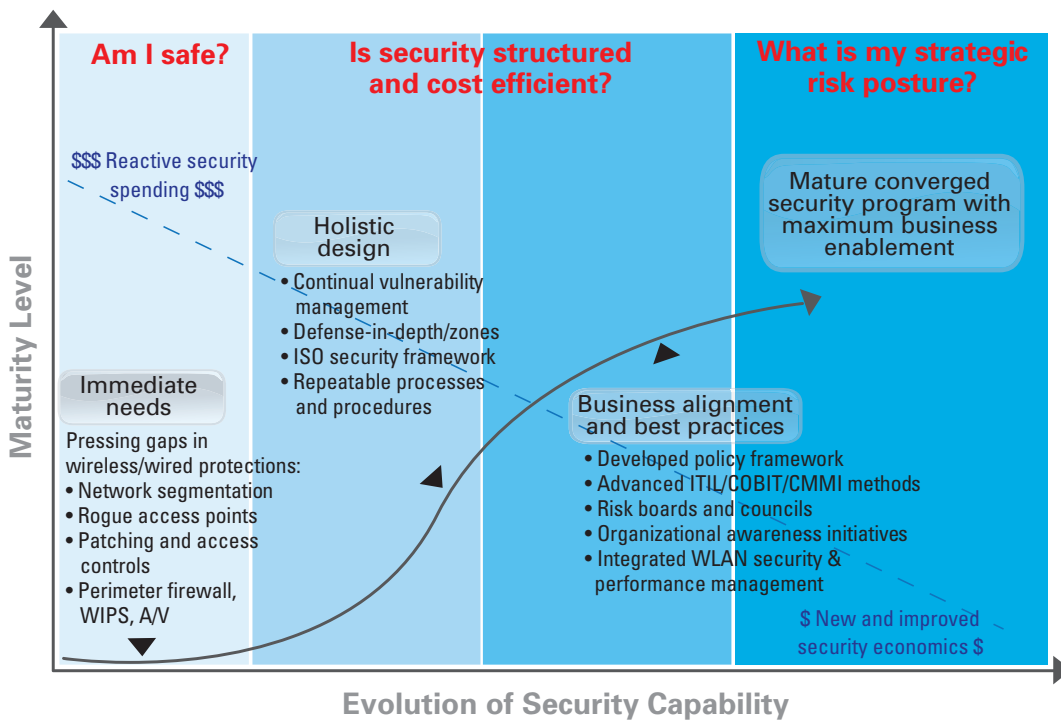 Am I safe?
Is security structured
and cost efficient?
What is my strategic
risk posture?
$$$ Reactive security
spending $$$
Holistic
design
• Continual vulnerability
management
• Defense-in-depth/zones
• ISO security framework
• Repeatable processes
and procedures
Mature converged
security program with
maximum business
enablement
Immediate
needs
Pressing gaps in
wireless/wired protections:
• Network segmentation
• Rogue access points
• Patching and access
controls
• Perimeter firewall,
WIPS, A/V
Business alignment
and best practices
• Developed policy framework
• Advanced ITIL/COBIT/CMMI methods
• Risk boards and councils
• Organizational awareness initiatives
• Integrated WLAN security &
performance management
$ New and improved
security economics $
Maturity Level
Evolution of Security Capability